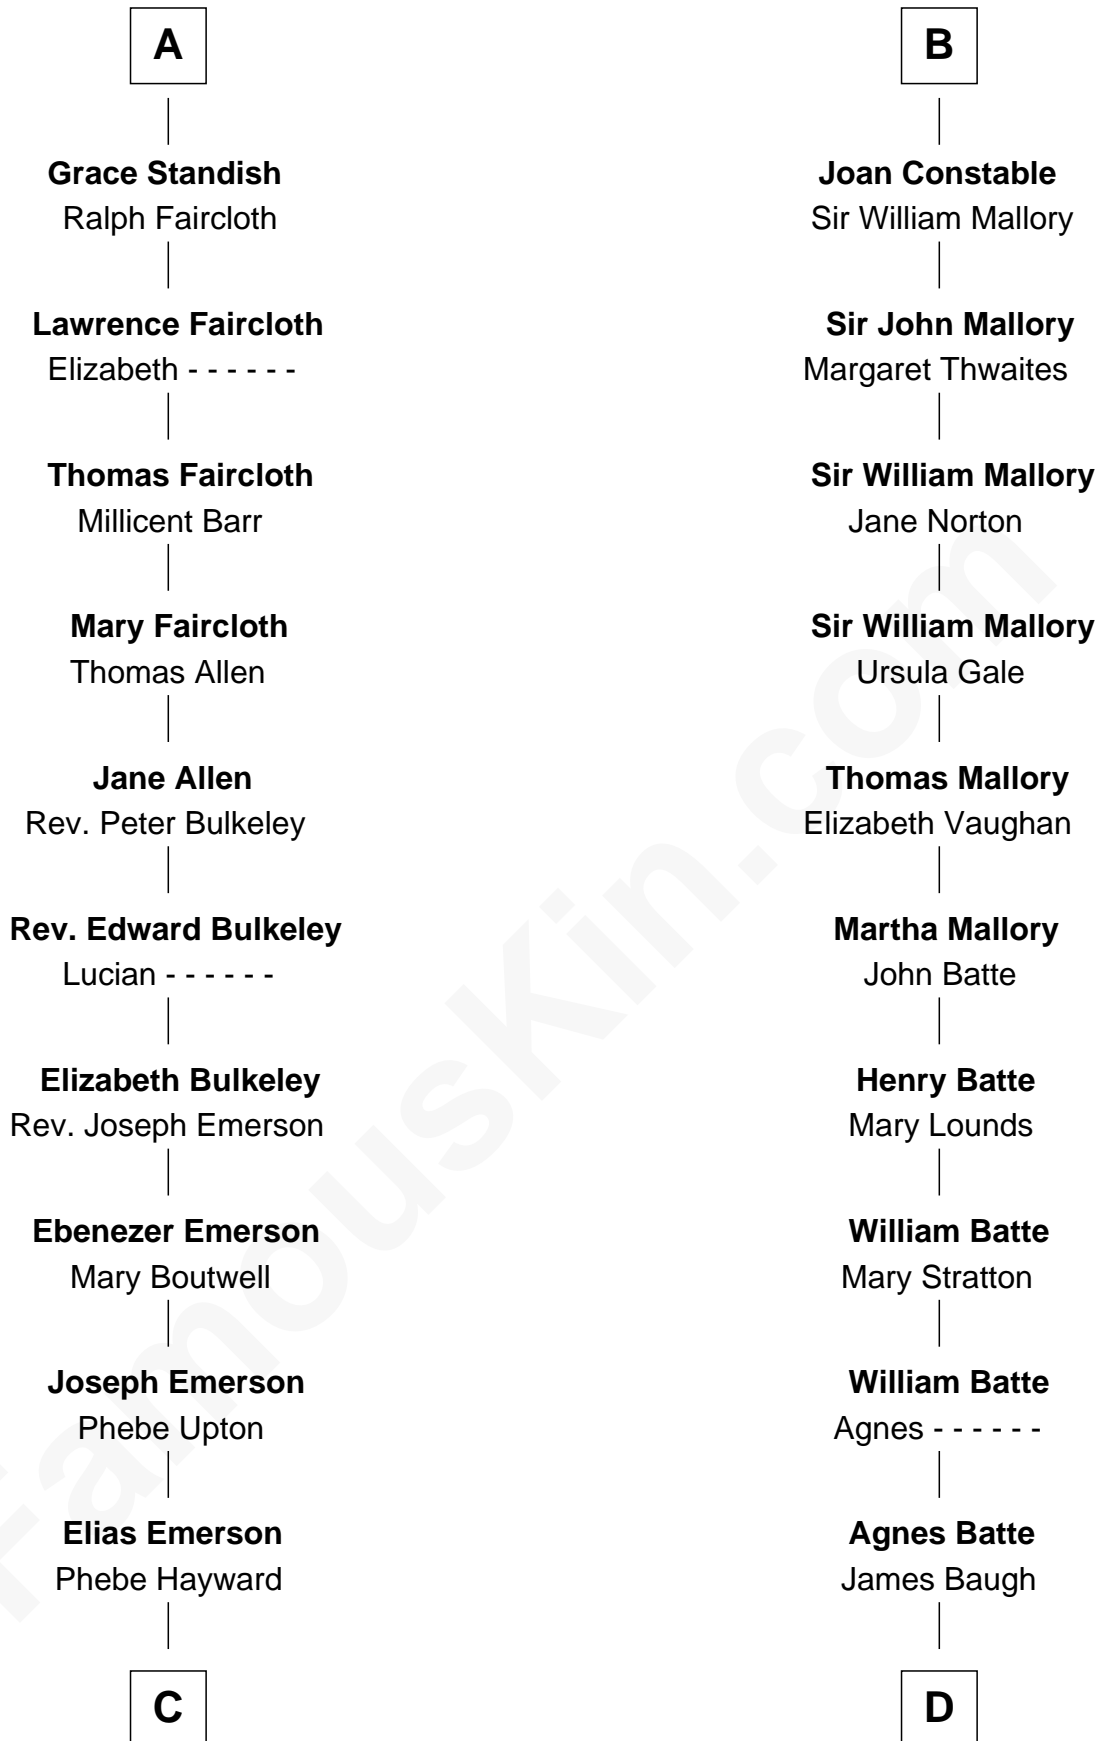 A
Grace Standish
Ralph Faircloth
Lawrence Faircloth
Elizabeth - - - - - -
Thomas Faircloth
Millicent Barr
Mary Faircloth
Thomas Allen
Jane Allen
Rev. Peter Bulkeley
Rev. Edward Bulkeley
Lucian - - - - - -
Elizabeth Bulkeley
Rev. Joseph Emerson
Ebenezer Emerson
Mary Boutwell
Joseph Emerson
Phebe Upton
Elias Emerson
Phebe Hayward
C
B
Joan Constable
Sir William Mallory
Sir John Mallory
Margaret Thwaites
Sir William Mallory
Jane Norton
Sir William Mallory
Ursula Gale
Thomas Mallory
Elizabeth Vaughan
Martha Mallory
John Batte
Henry Batte
Mary Lounds
William Batte
Mary Stratton
William Batte
Agnes - - - - - -
Agnes Batte
James Baugh
D
FamousKin.com